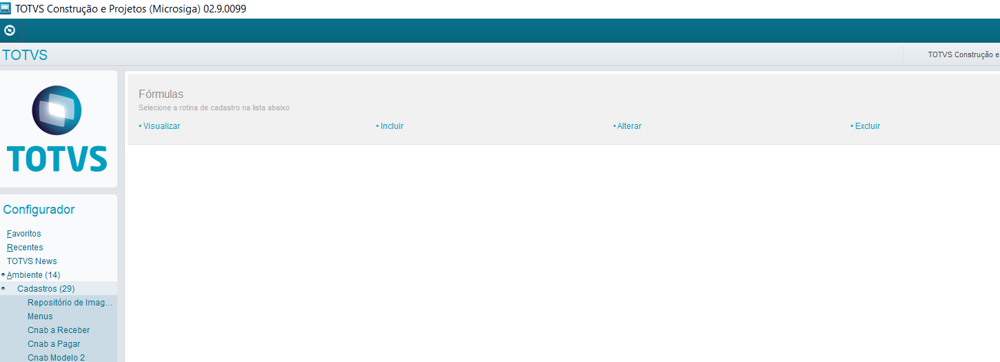 TOTVS Construção e Projetos (Microsiga) 02.9.0099
TOTVS
TOTVS Construção e
TOTVS
Fórmulas
Selecione a rotina de cadastro na lista abaixo
• Visualizar
• Incluir
• Alterar
• Excluir
Configurador
Favoritos
Recentes
TOTVS News
Ambiente (14)
Cadastros (29)
Repositório de Imag...
Menus
Cnab a Receber
Cnab a Pagar
Cnab Modelo 2